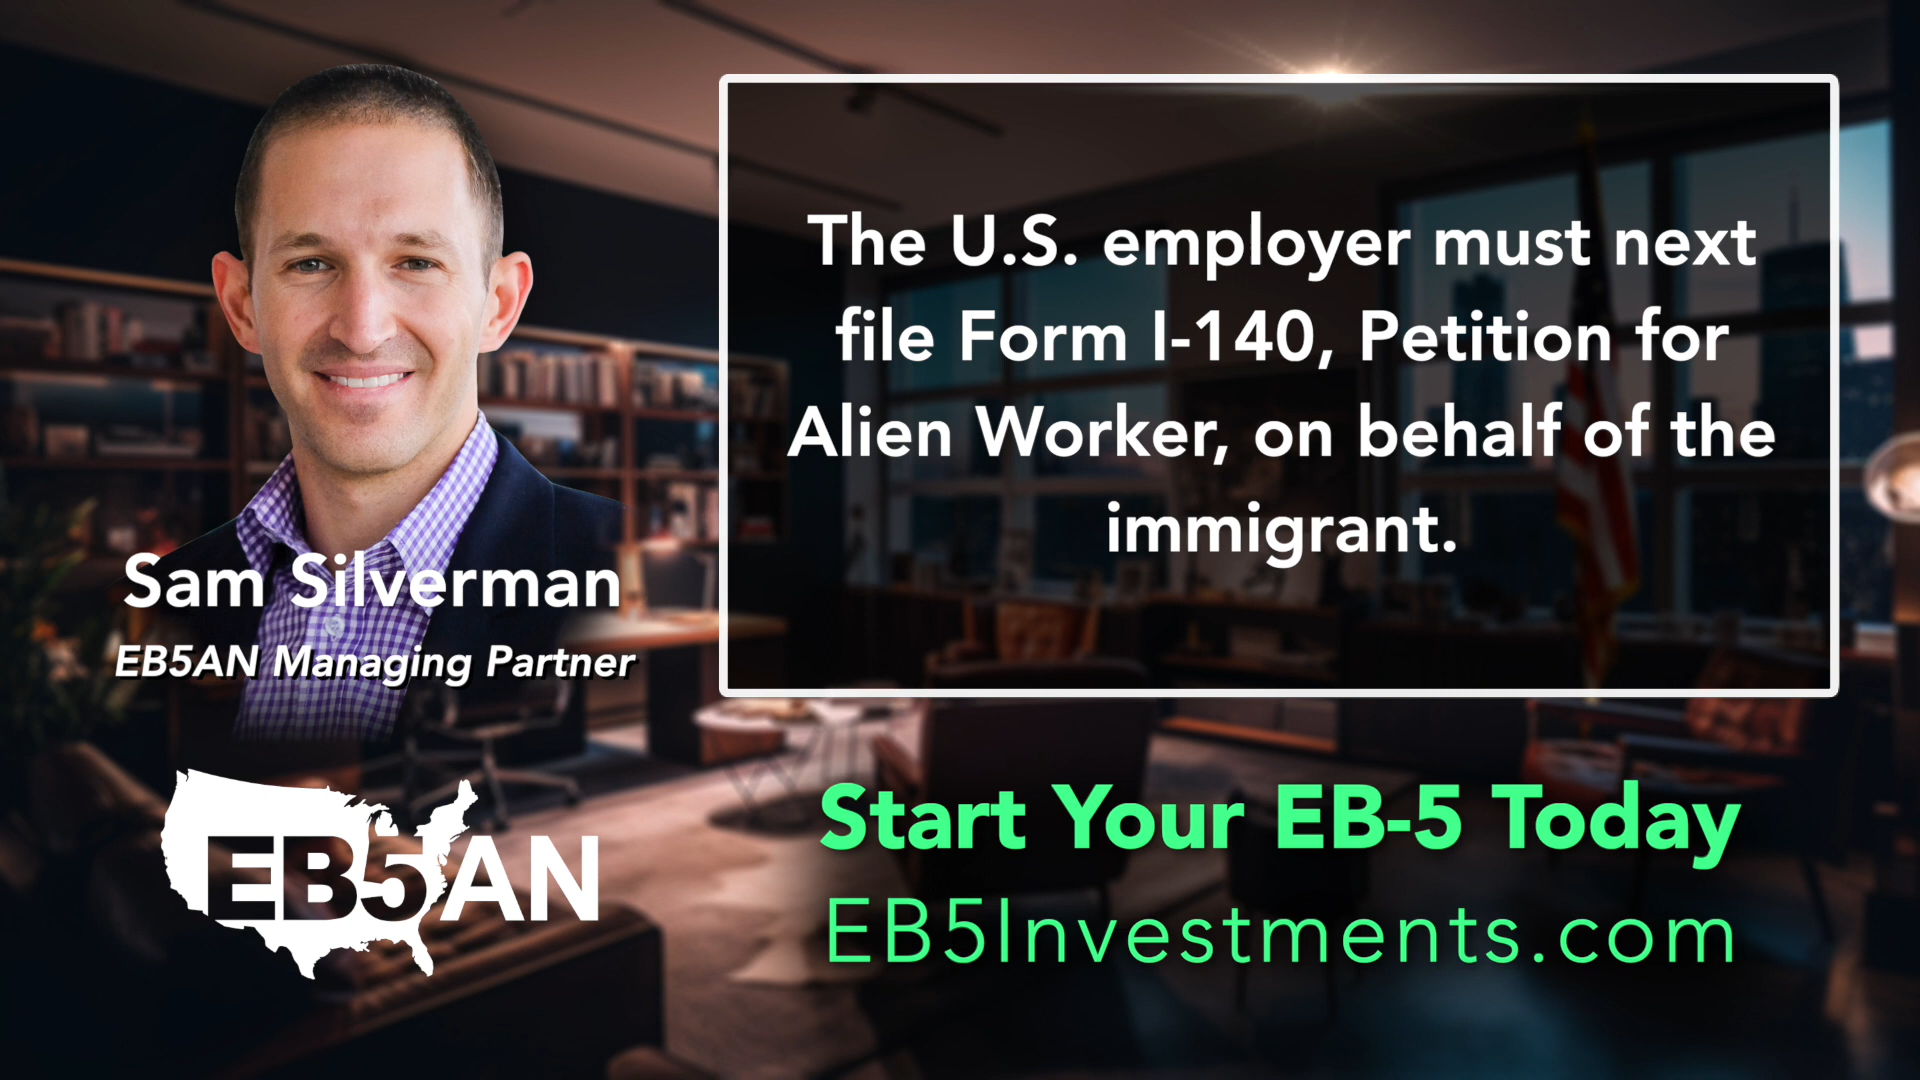 The U.S. employer must next
file Form I-140, Petition for
Alien Worker, on behalf of the
immigrant.
Sam Silverman
EB5AN Managing Partner
EB5AN
Start Your EB-5 Today
EB5Investments.com